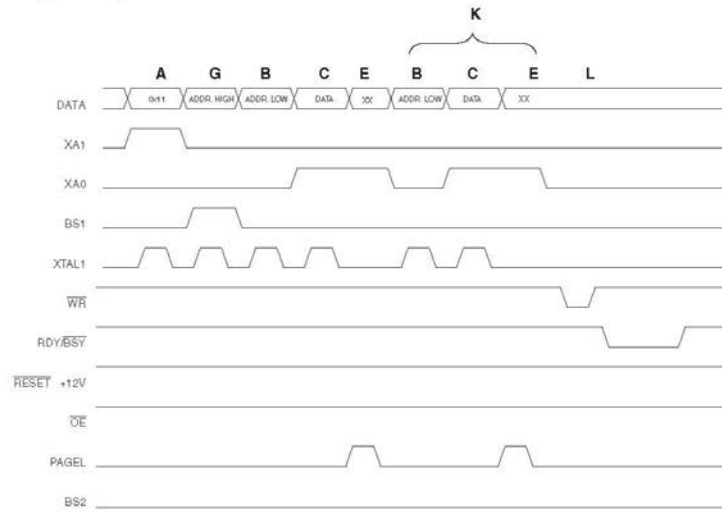 K
A G B C E B C E L
DATA 0x11 ADDR. HIGH ADDR. LOW DATA XX ADDR. LOW DATA XX
XA1
XA0
BS1
XTAL1
WR
RDY/BSY
RESET +12V
OE
PAGEL
BS2